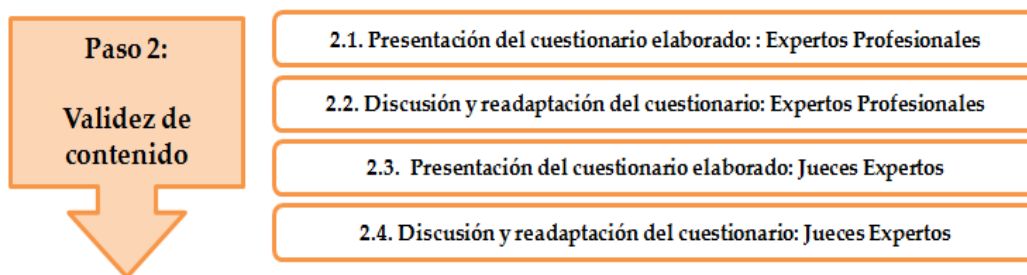 Paso 2:
Validez de
contenido
2.1. Presentación del cuestionario elaborado: : Expertos Profesionales
2.2. Discusión y readaptación del cuestionario: Expertos Profesionales
2.3. Presentación del cuestionario elaborado: Jueces Expertos
2.4. Discusión y readaptación del cuestionario: Jueces Expertos